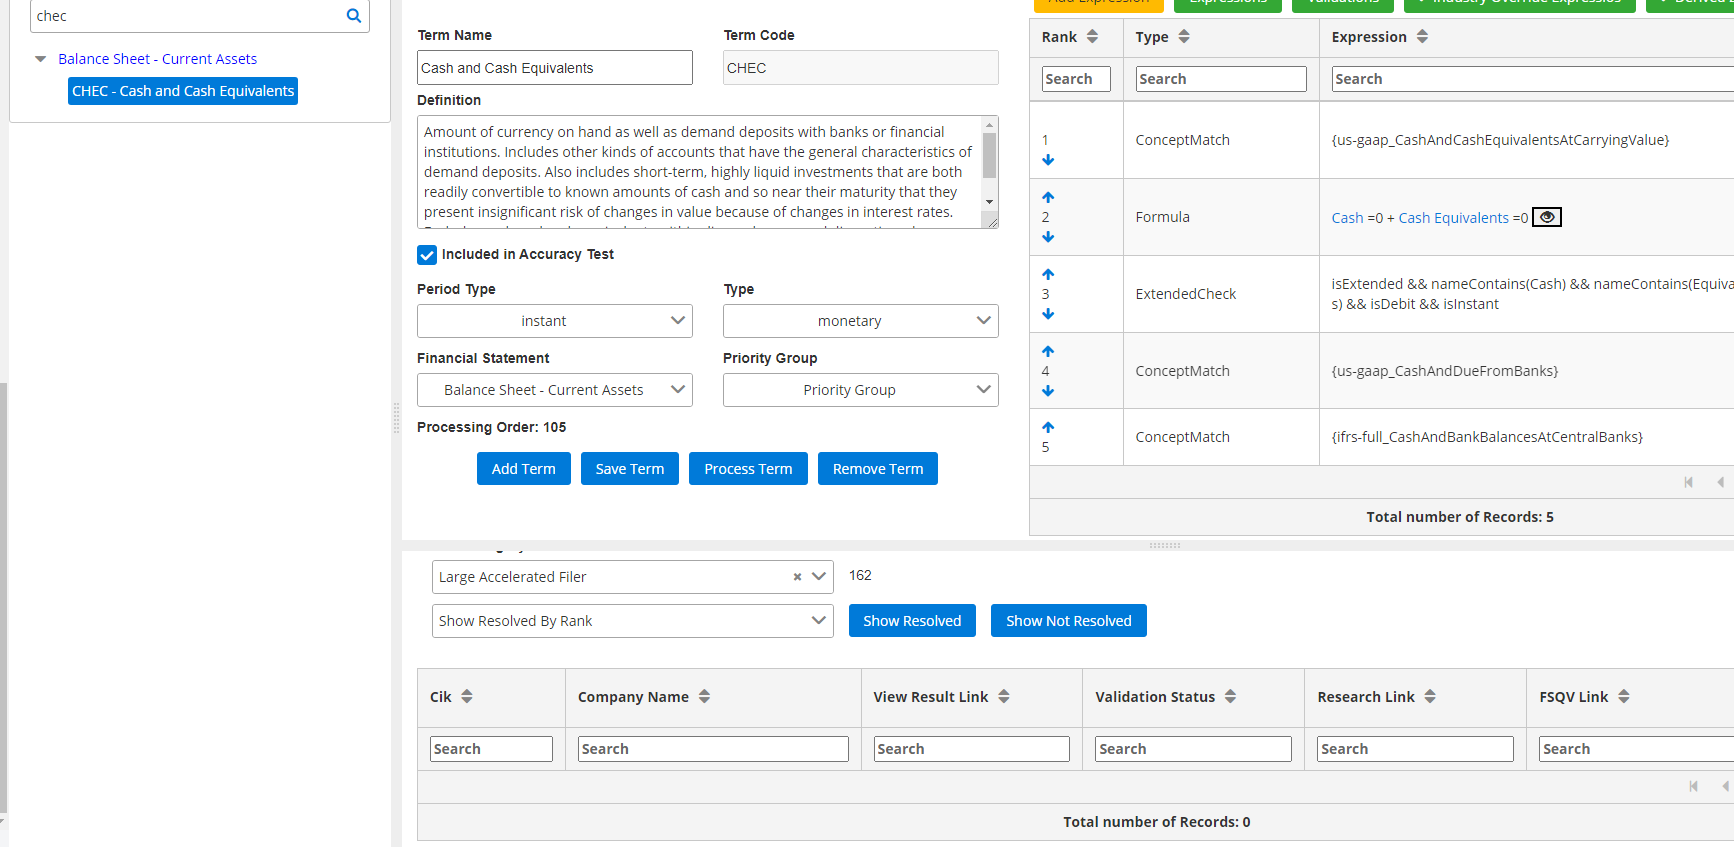 chec
Balance Sheet - Current Assets
CHEC - Cash and Cash Equivalents
Term Name
Term Code
Cash and Cash Equivalents
CHEC
Definition
Amount of currency on hand as well as demand deposits with banks or financial
institutions. Includes other kinds of accounts that have the general characteristics of
demand deposits. Also includes short-term, highly liquid investments that are both
readily convertible to known amounts of cash and so near their maturity that they
present insignificant risk of changes in value because of changes in interest rates.
Included in Accuracy Test
Period Type
Type
instant
monetary
Financial Statement
Priority Group
Balance Sheet - Current Assets
Priority Group
Processing Order: 105
Add Term
Save Term
Process Term
Remove Term
Add Expression
Expressions
Validations
Industry Override Expressions
Derived
Rank
Type
Expression
Search
Search
Search
1
ConceptMatch
{us-gaap_CashAndCashEquivalentsAtCarryingValue}
2
Formula
Cash =0 + Cash Equivalents =0
3
ExtendedCheck
isExtended && nameContains(Cash) && nameContains(Equiva
s) && isDebit && isInstant
4
ConceptMatch
{us-gaap_CashAndDueFromBanks}
5
ConceptMatch
{ifrs-full_CashAndBankBalancesAtCentralBanks}
Total number of Records: 5
Large Accelerated Filer
162
Show Resolved By Rank
Show Resolved
Show Not Resolved
Cik
Company Name
View Result Link
Validation Status
Research Link
FSQV Link
Search
Search
Search
Search
Search
Search
Total number of Records: 0